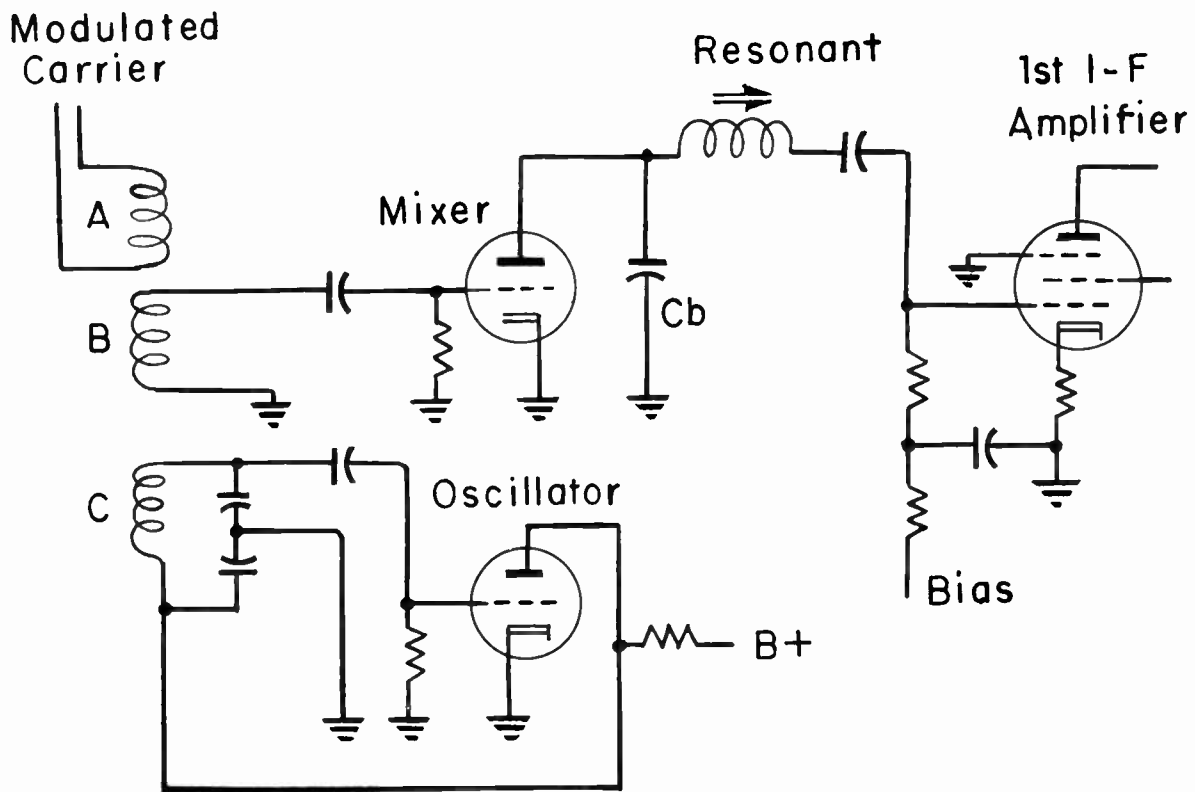 Modulated
Carrier
Resonant
1st I-F
Amplifier
A
Mixer
B
Cb
C
Oscillator
Bias
B+